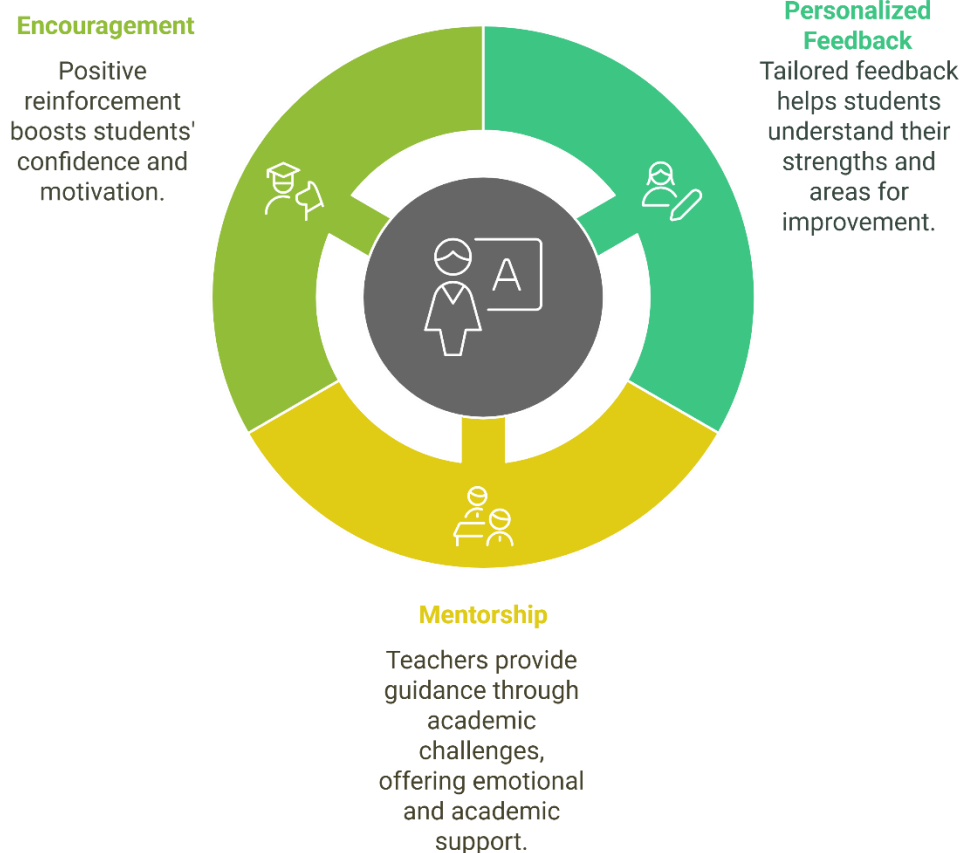 Encouragement
Positive
reinforcement
boosts students'
confidence and
motivation.
Personalized
Feedback
Tailored feedback
helps students
understand their
strengths and
areas for
improvement.
A
Mentorship
Teachers provide
guidance through
academic
challenges,
offering emotional
and academic
support.